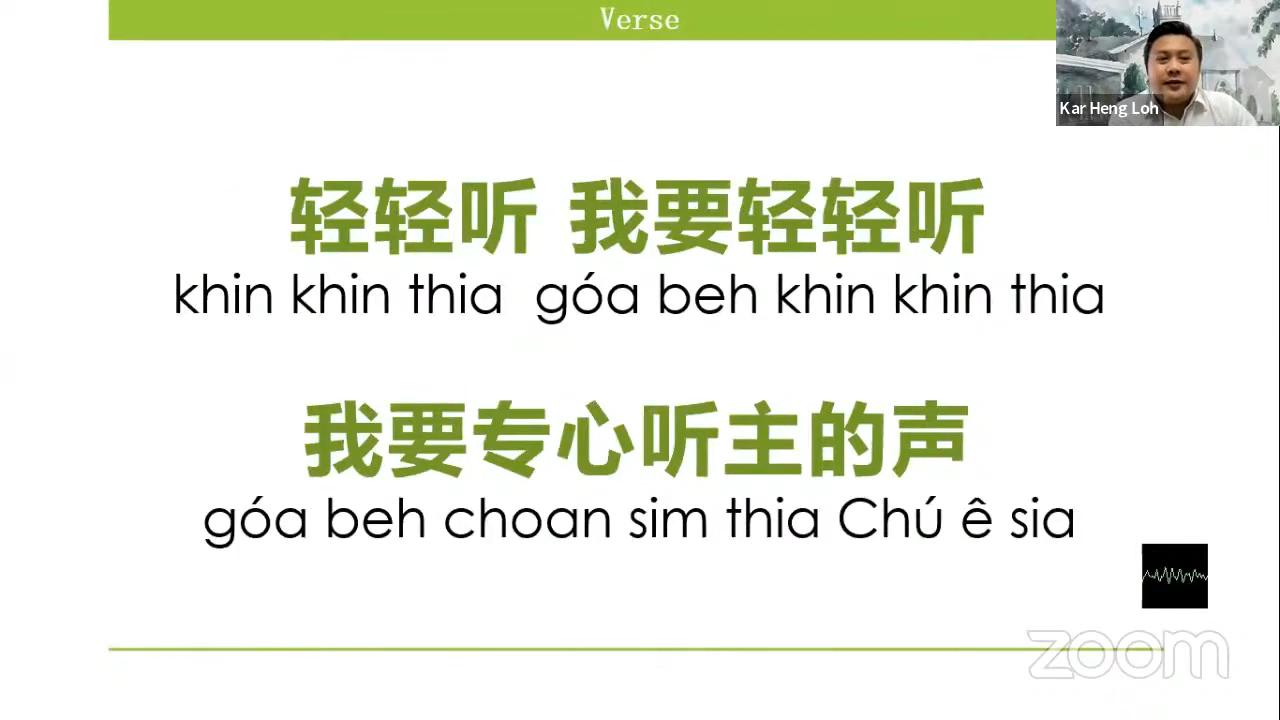 Verse
Kar Heng Loh
轻轻听 我要轻轻听
khin khin thia góa beh khin khin thia
我要专心听主的声
góa beh choan sim thia Chú ê sia
zoom